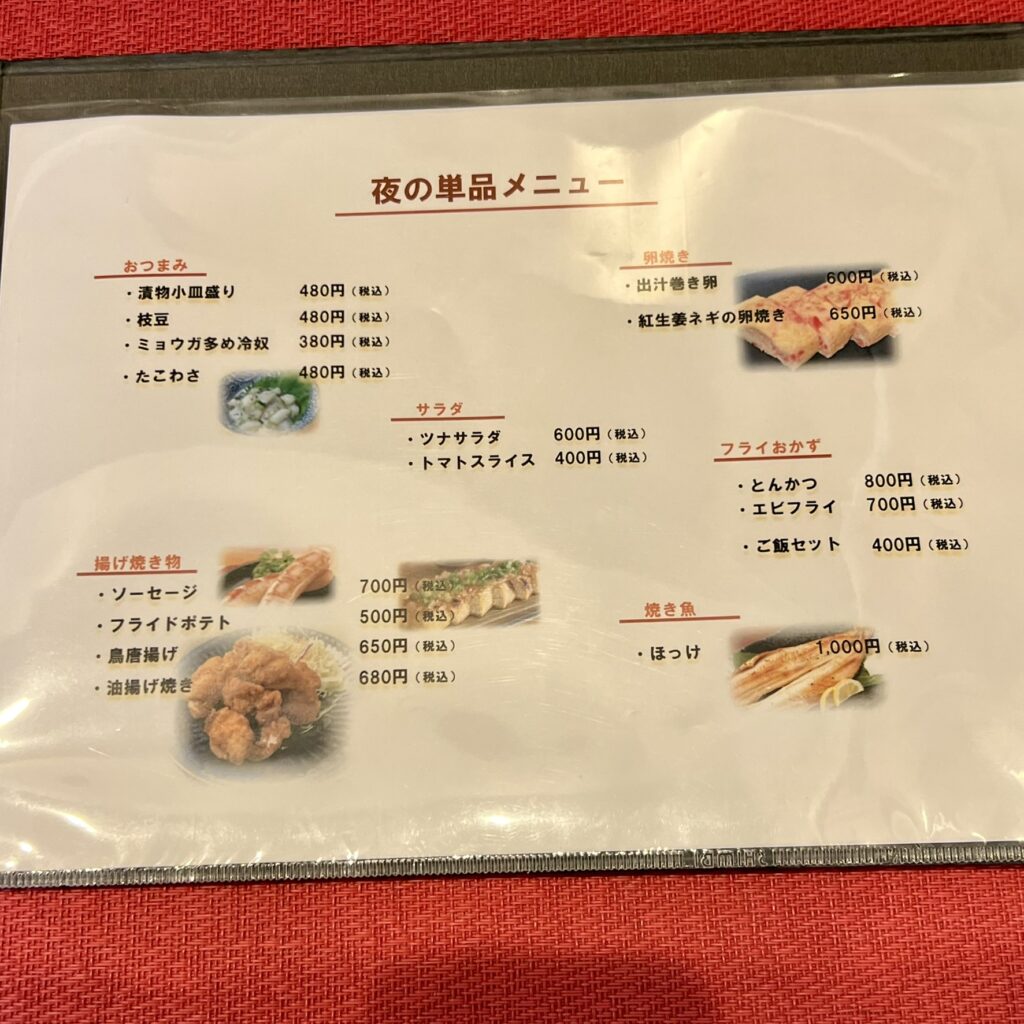 夜の単品メニュー
おつまみ
・漬物小皿盛り 480円(税込)
・枝豆 480円(税込)
・ミョウガ多め冷奴 380円(税込)
・たこわさ 480円(税込)
卵焼き
・出汁巻き卵 600円(税込)
・紅生姜ネギの卵焼き 650円(税込)
サラダ
・ツナサラダ 600円(税込)
・トマトスライス 400円(税込)
フライおかず
・とんかつ 800円(税込)
・エビフライ 700円(税込)
・ご飯セット 400円(税込)
揚げ焼き物
・ソーセージ 700円(税込)
・フライドポテト 500円(税込)
・鳥唐揚げ 650円(税込)
・油揚げ焼き 680円(税込)
焼き魚
・ほっけ 1,000円(税込)